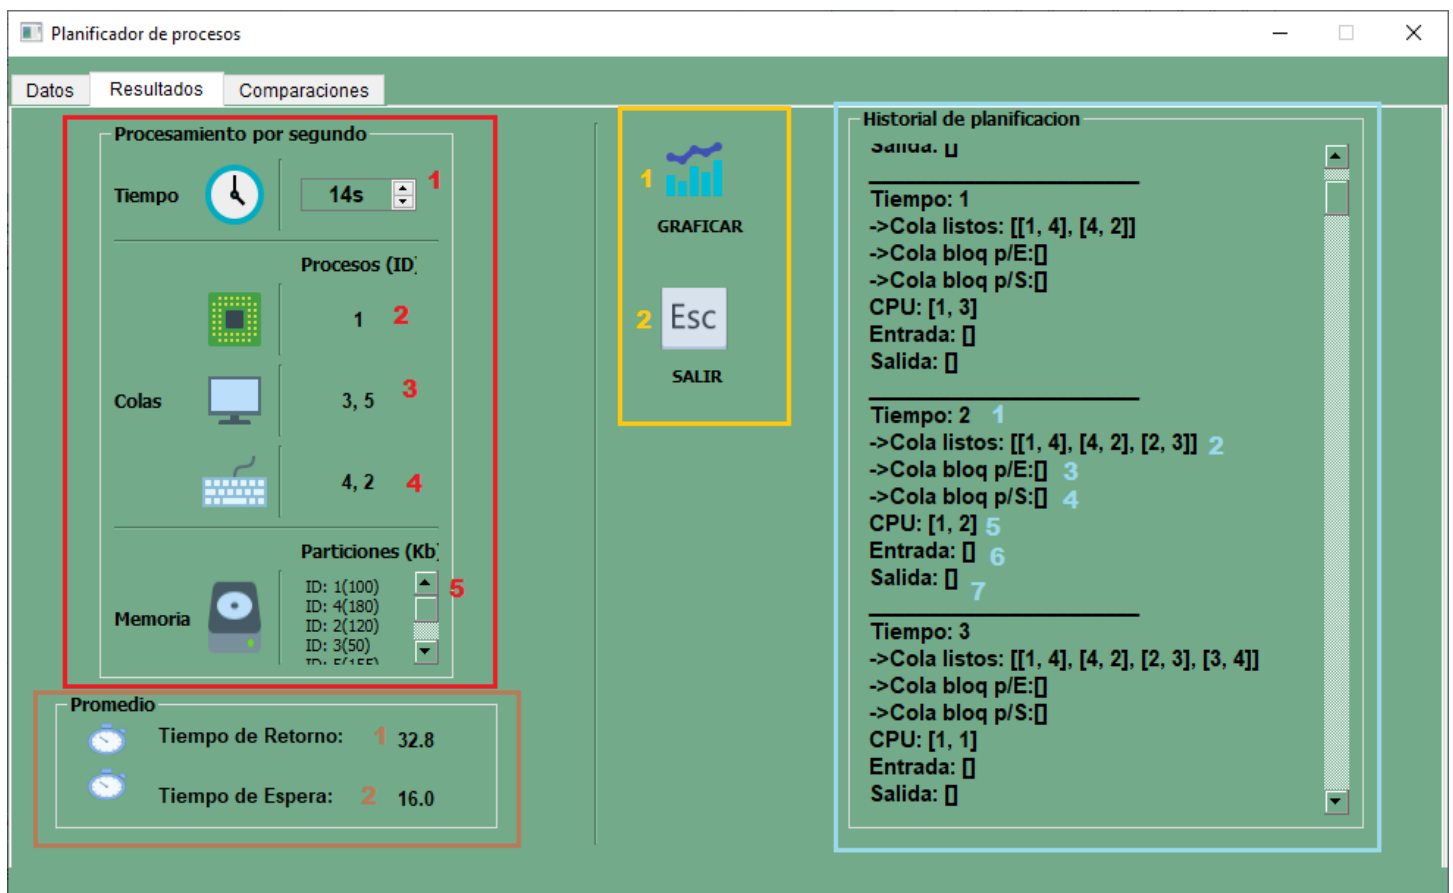 Planificador de procesos
Datos Resultados Comparaciones
Procesamiento por segundo
Tiempo 14s 1
Procesos (ID)
1 2
Colas 3, 5 3
4, 2 4
Particiones (Kb)
Memoria
ID: 1(100) 5
ID: 4(180)
ID: 2(120)
ID: 3(50)
ID: 5(155)
Promedio
Tiempo de Retorno: 1 32.8
Tiempo de Espera: 2 16.0
1
GRAFICAR
2 Esc
SALIR
Historial de planificacion
Salida: []
Tiempo: 1
->Cola listos: [[1, 4], [4, 2]]
->Cola bloq p/E:[]
->Cola bloq p/S:[]
CPU: [1, 3]
Entrada: []
Salida: []
Tiempo: 2 1
->Cola listos: [[1, 4], [4, 2], [2, 3]] 2
->Cola bloq p/E:[] 3
->Cola bloq p/S:[] 4
CPU: [1, 2] 5
Entrada: [] 6
Salida: [] 7
Tiempo: 3
->Cola listos: [[1, 4], [4, 2], [2, 3], [3, 4]]
->Cola bloq p/E:[]
->Cola bloq p/S:[]
CPU: [1, 1]
Entrada: []
Salida: []